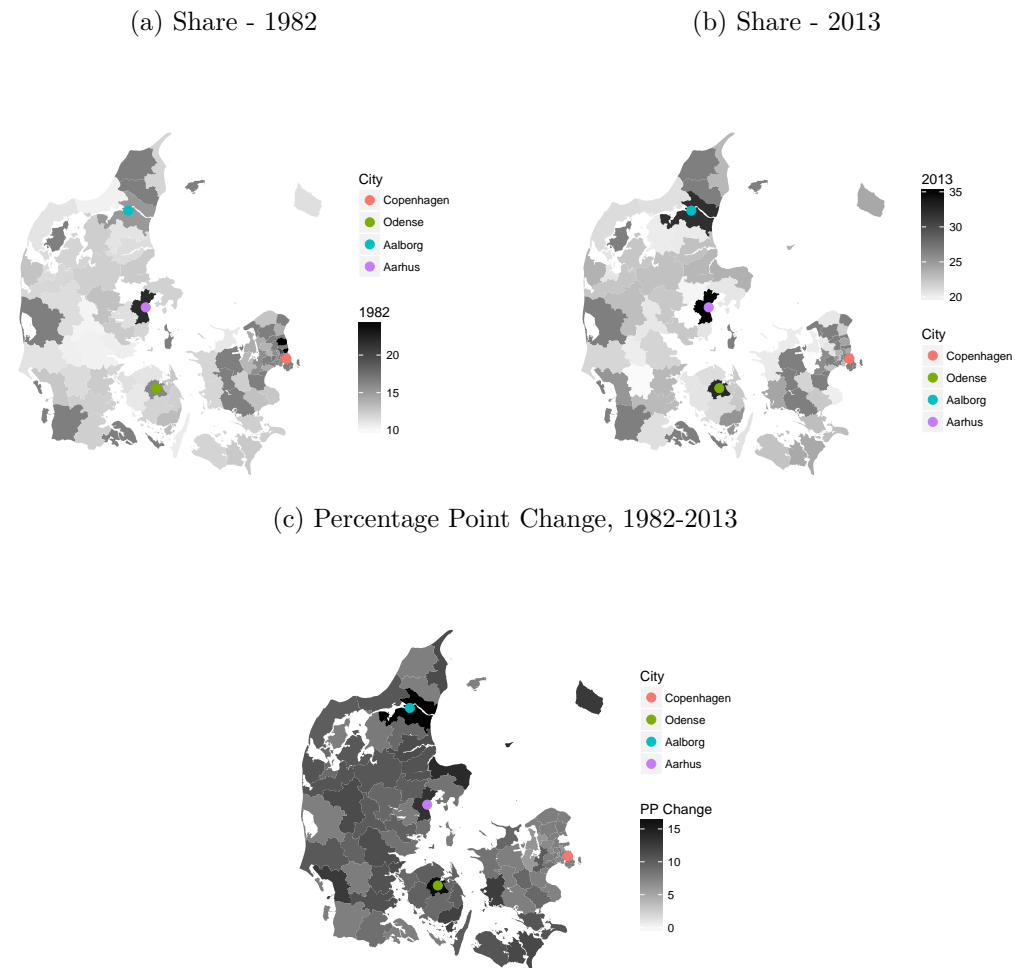 (a) Share - 1982
City
Copenhagen
Odense
Aalborg
Aarhus
1982
20
15
10
(b) Share - 2013
2013
35
30
25
20
City
Copenhagen
Odense
Aalborg
Aarhus
(c) Percentage Point Change, 1982-2013
City
Copenhagen
Odense
Aalborg
Aarhus
PP Change
15
10
5
0